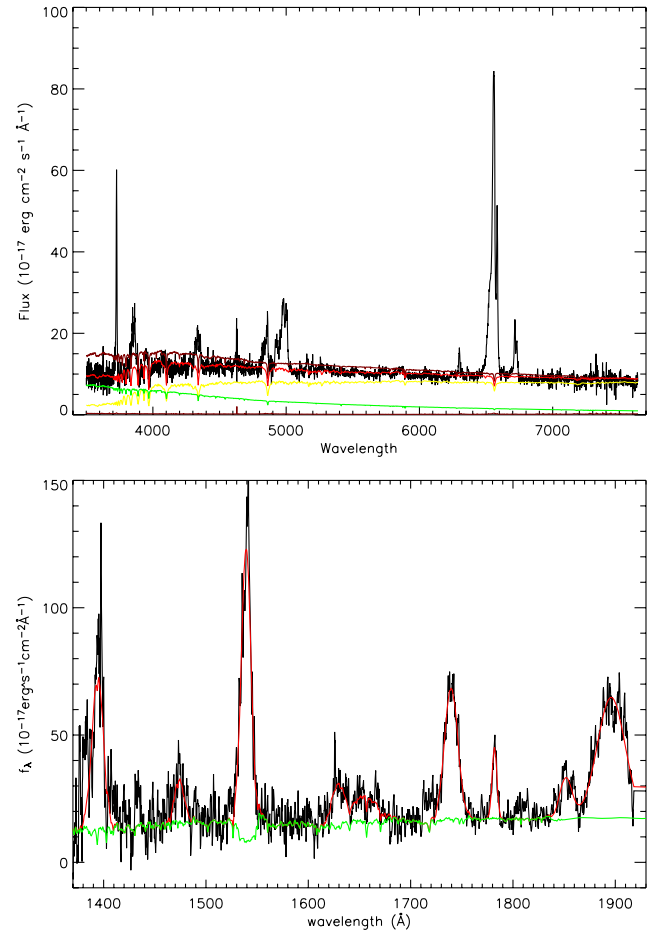 100
80
60
40
20
0
Flux (10⁻¹⁷ erg cm⁻² s⁻¹ Å⁻¹)
4000 5000 6000 7000
Wavelength
150
100
50
0
f_λ (10⁻¹⁷erg^s⁻¹cm⁻²Å⁻¹)
1400 1500 1600 1700 1800 1900
wavelength (Å)